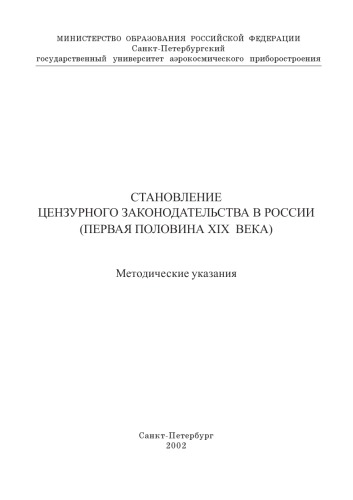 МИНИСТЕРСТВО ОБРАЗОВАНИЯ РОССИЙСКОЙ ФЕДЕРАЦИИ
Санкт-Петербургский
государственный университет аэрокосмического приборостроения
СТАНОВЛЕНИЕ
ЦЕНЗУРНОГО ЗАКОНОДАТЕЛЬСТВА В РОССИИ
(ПЕРВАЯ ПОЛОВИНА XIX ВЕКА)
Методические указания
Санкт-Петербург
2002